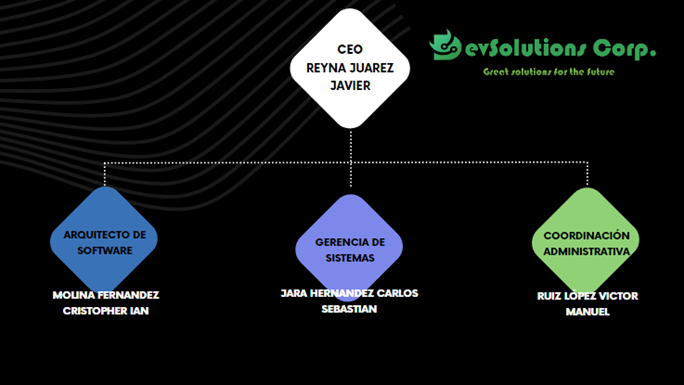 CEO
REYNA JUAREZ
JAVIER
DevSolutions Corp.
Great solutions for the future
ARQUITECTO DE
SOFTWARE
MOLINA FERNANDEZ
CRISTOPHER IAN
GERENCIA DE
SISTEMAS
JARA HERNANDEZ CARLOS
SEBASTIAN
COORDINACIÓN
ADMINISTRATIVA
RUIZ LÓPEZ VICTOR
MANUEL